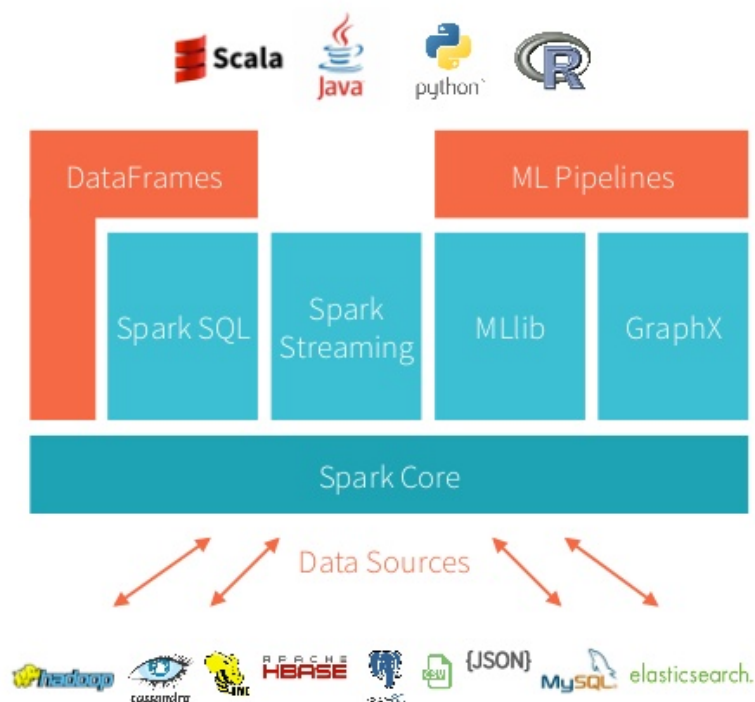 Scala
Java
python
R
DataFrames
ML Pipelines
Spark SQL
Spark
Streaming
MLlib
GraphX
Spark Core
Data Sources
hadoop
cassandra
APACHE
HBASE
{JSON}
MySQL
elasticsearch.